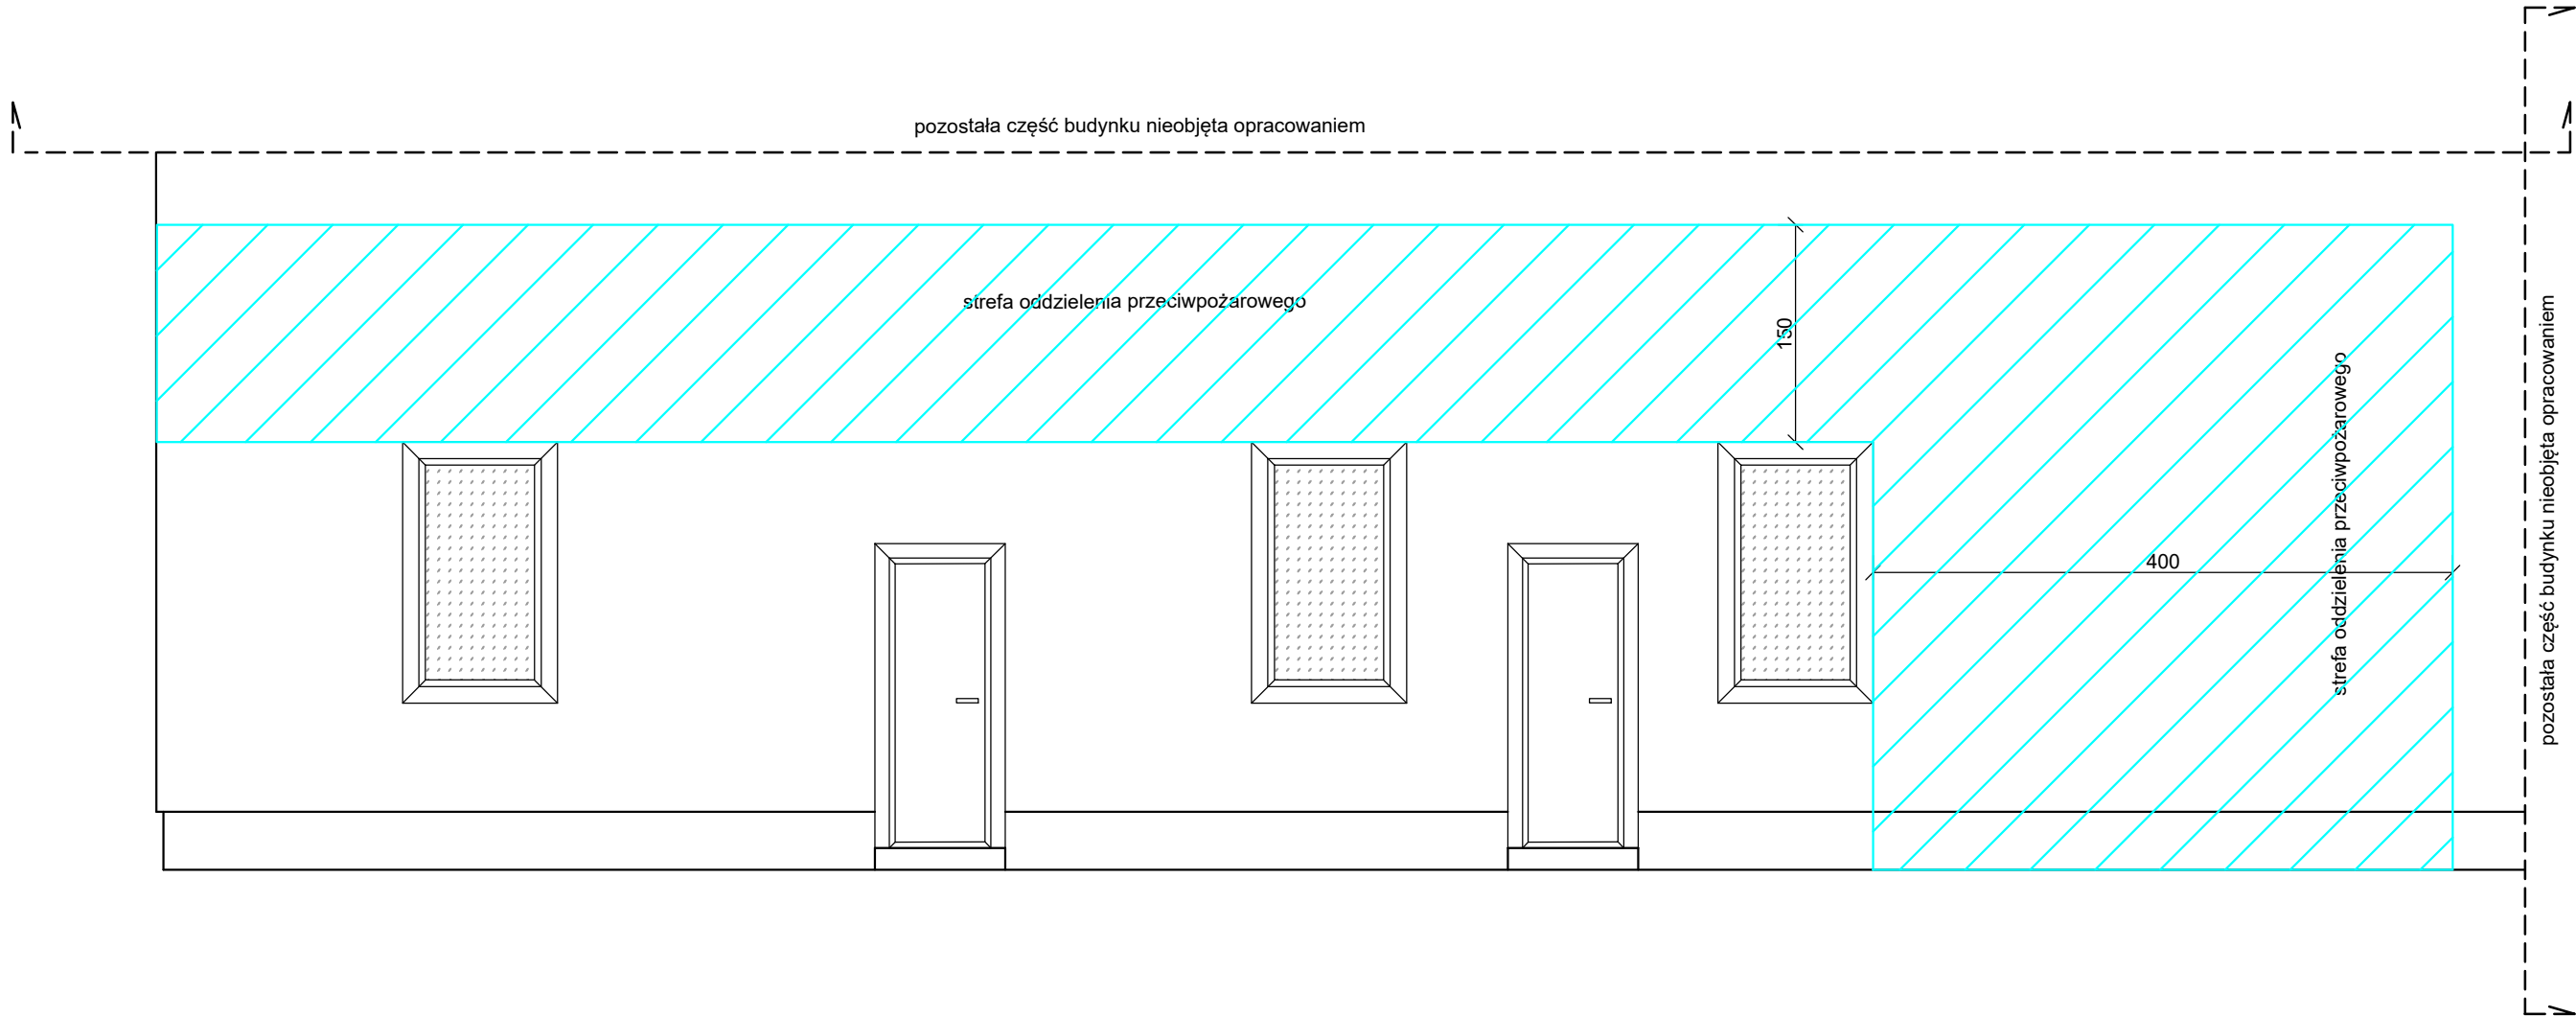 pozostała część budynku nieobjęta opracowaniem
strefa oddzielenia przeciwpożarowego
150
400
strefa oddzielenia przeciwpożarowego
pozostała część budynku nieobjęta opracowaniem